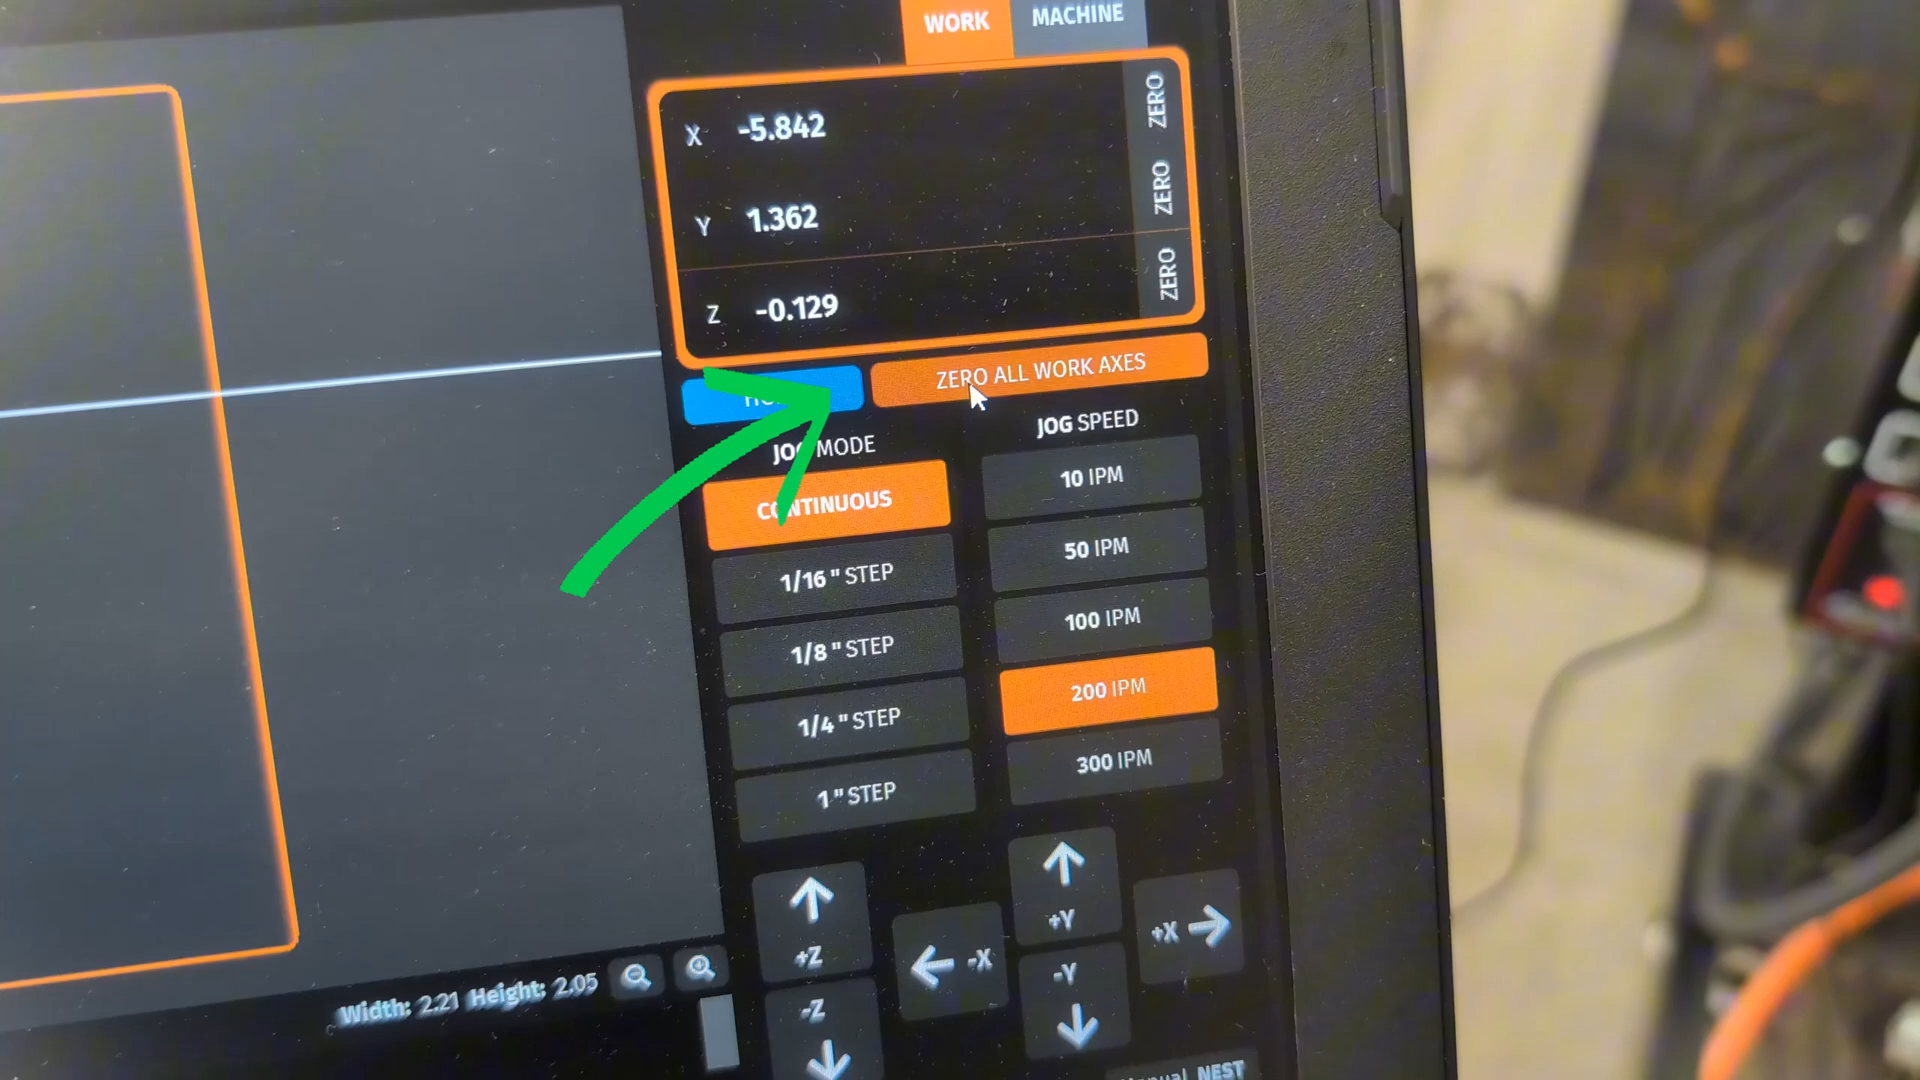 WORK MACHINE
X -5.842 ZERO
Y 1.362 ZERO
Z -0.129 ZERO
ZERO ALL WORK AXES
JOG MODE
JOG SPEED
CONTINUOUS
10 IPM
1/16 " STEP
50 IPM
1/8 " STEP
100 IPM
1/4 " STEP
200 IPM
1 " STEP
300 IPM
+Z
-Z
-X
+Y
-Y
+X
Width: 2.21 Height: 2.05
NEST